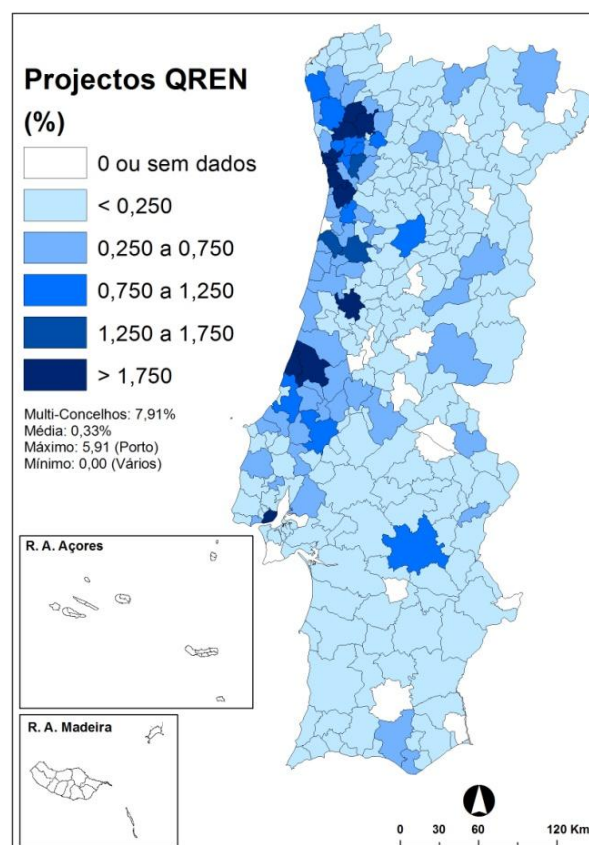 Projectos QREN
(%)
0 ou sem dados
< 0,250
0,250 a 0,750
0,750 a 1,250
1,250 a 1,750
> 1,750
Multi-Concelhos: 7,91%
Média: 0,33%
Máximo: 5,91 (Porto)
Mínimo: 0,00 (Vários)
R. A. Açores
R. A. Madeira
0 30 60 120 Km